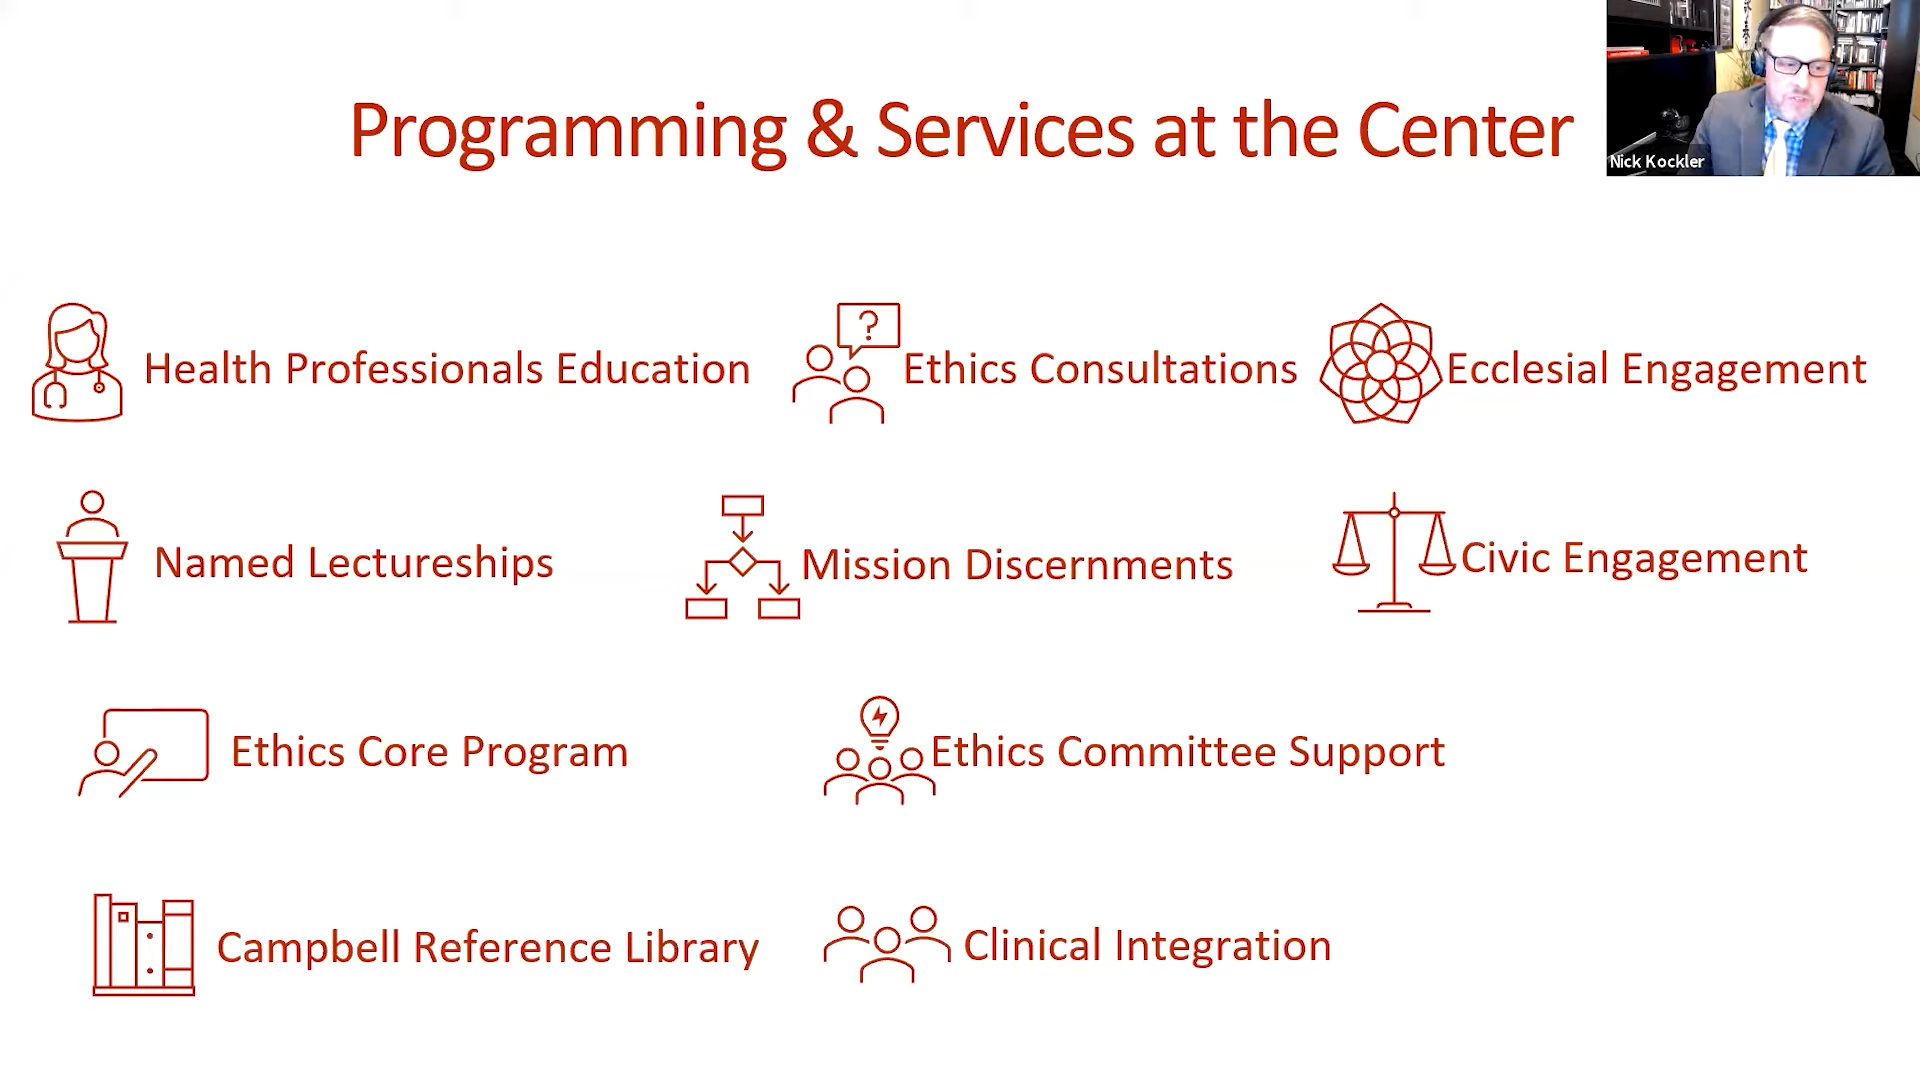 Programming & Services at the Center
Nick Kockler
?
Health Professionals Education
Ethics Consultations
Ecclesial Engagement
Named Lectureships
Mission Discernments
Civic Engagement
Ethics Core Program
Ethics Committee Support
Campbell Reference Library
Clinical Integration